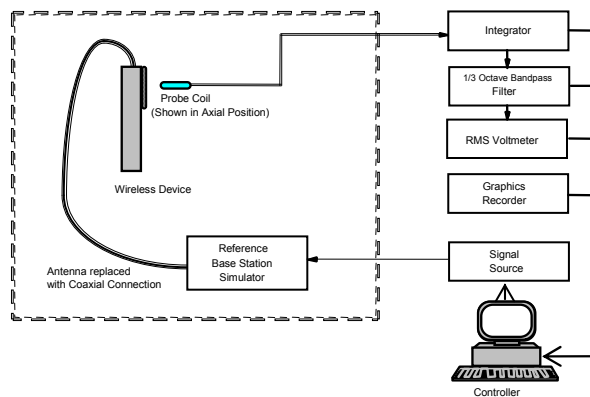 Integrator
1/3 Octave Bandpass
Filter
RMS Voltmeter
Graphics
Recorder
Signal
Source
Controller
Probe Coil
(Shown in Axial Position)
Wireless Device
Reference
Base Station
Simulator
Antenna replaced
with Coaxial Connection